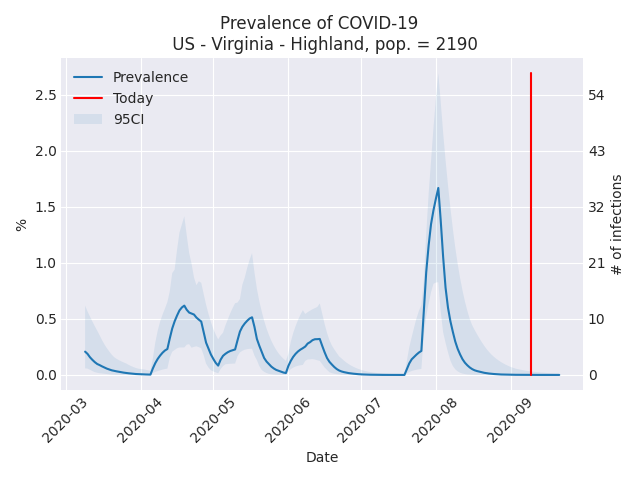 Prevalence of COVID-19
US - Virginia - Highland, pop. = 2190
Prevalence
Today
95CI
2.5
2.0
1.5
1.0
0.5
0.0
%
54
43
32
21
10
0
# of infections
2020-03
2020-04
2020-05
2020-06
2020-07
2020-08
2020-09
Date